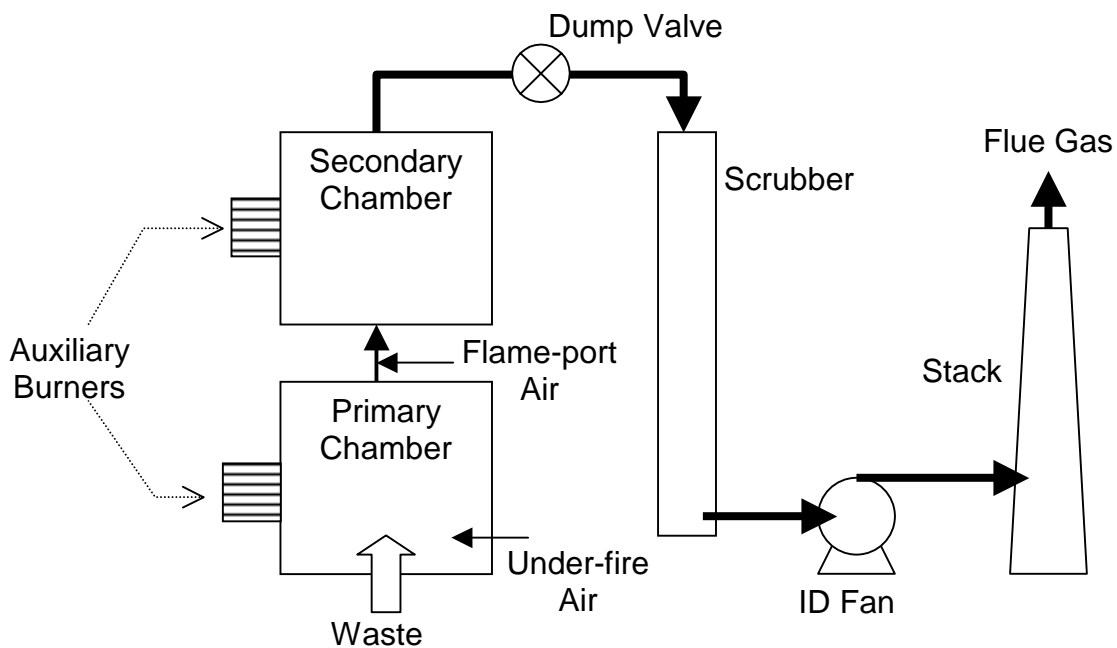 Dump Valve
Secondary
Chamber
Scrubber
Flue Gas
Auxiliary
Burners
Flame-port
Air
Stack
Primary
Chamber
Under-fire
Air
ID Fan
Waste